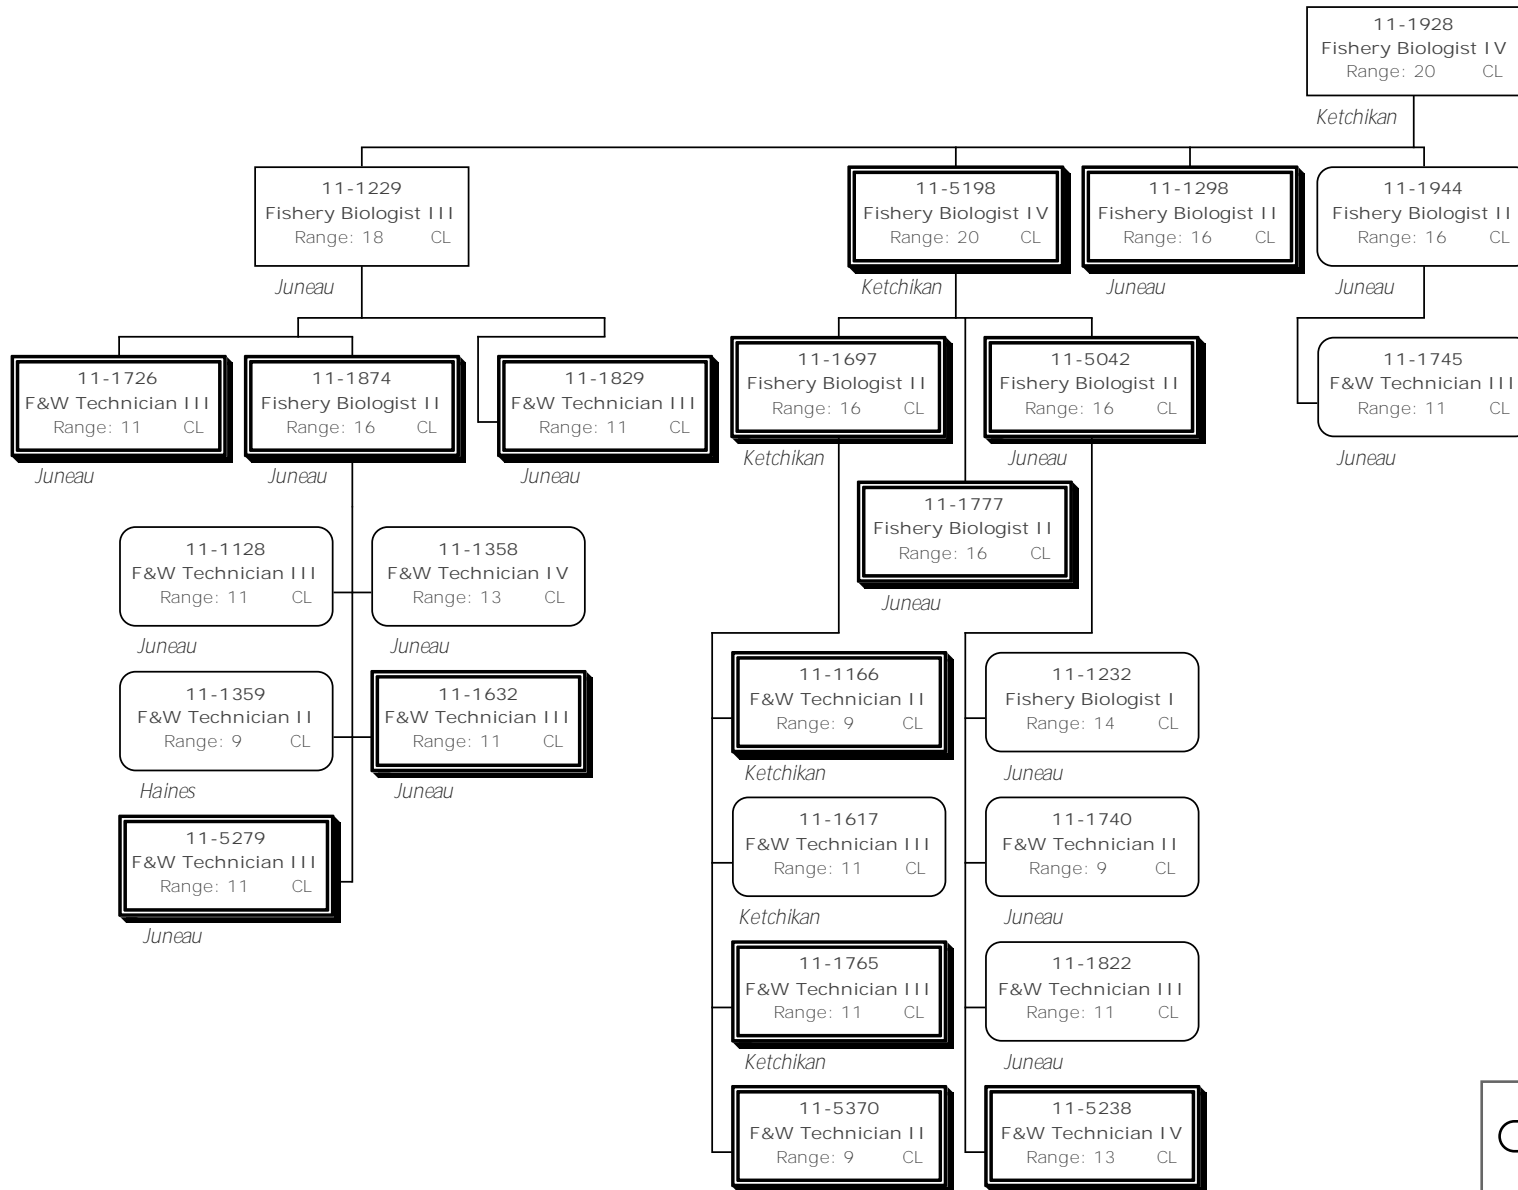 11-1928
Fishery Biologist IV
Range: 20 CL
Ketchikan
11-1229
Fishery Biologist III
Range: 18 CL
Juneau
11-5198
Fishery Biologist IV
Range: 20 CL
Ketchikan
11-1298
Fishery Biologist II
Range: 16 CL
Juneau
11-1944
Fishery Biologist II
Range: 16 CL
Juneau
11-1726
F&W Technician III
Range: 11 CL
Juneau
11-1874
Fishery Biologist II
Range: 16 CL
Juneau
11-1829
F&W Technician III
Range: 11 CL
Juneau
11-1697
Fishery Biologist II
Range: 16 CL
Ketchikan
11-5042
Fishery Biologist II
Range: 16 CL
Juneau
11-1745
F&W Technician III
Range: 11 CL
Juneau
11-1777
Fishery Biologist II
Range: 16 CL
Juneau
11-1128
F&W Technician III
Range: 11 CL
Juneau
11-1358
F&W Technician IV
Range: 13 CL
Juneau
11-1359
F&W Technician II
Range: 9 CL
Haines
11-1632
F&W Technician III
Range: 11 CL
Juneau
11-5279
F&W Technician III
Range: 11 CL
Juneau
11-1166
F&W Technician II
Range: 9 CL
Ketchikan
11-1232
Fishery Biologist I
Range: 14 CL
Juneau
11-1617
F&W Technician III
Range: 11 CL
Ketchikan
11-1740
F&W Technician II
Range: 9 CL
Juneau
11-1765
F&W Technician III
Range: 11 CL
Ketchikan
11-1822
F&W Technician III
Range: 11 CL
Juneau
11-5370
F&W Technician II
Range: 9 CL
11-5238
F&W Technician IV
Range: 13 CL